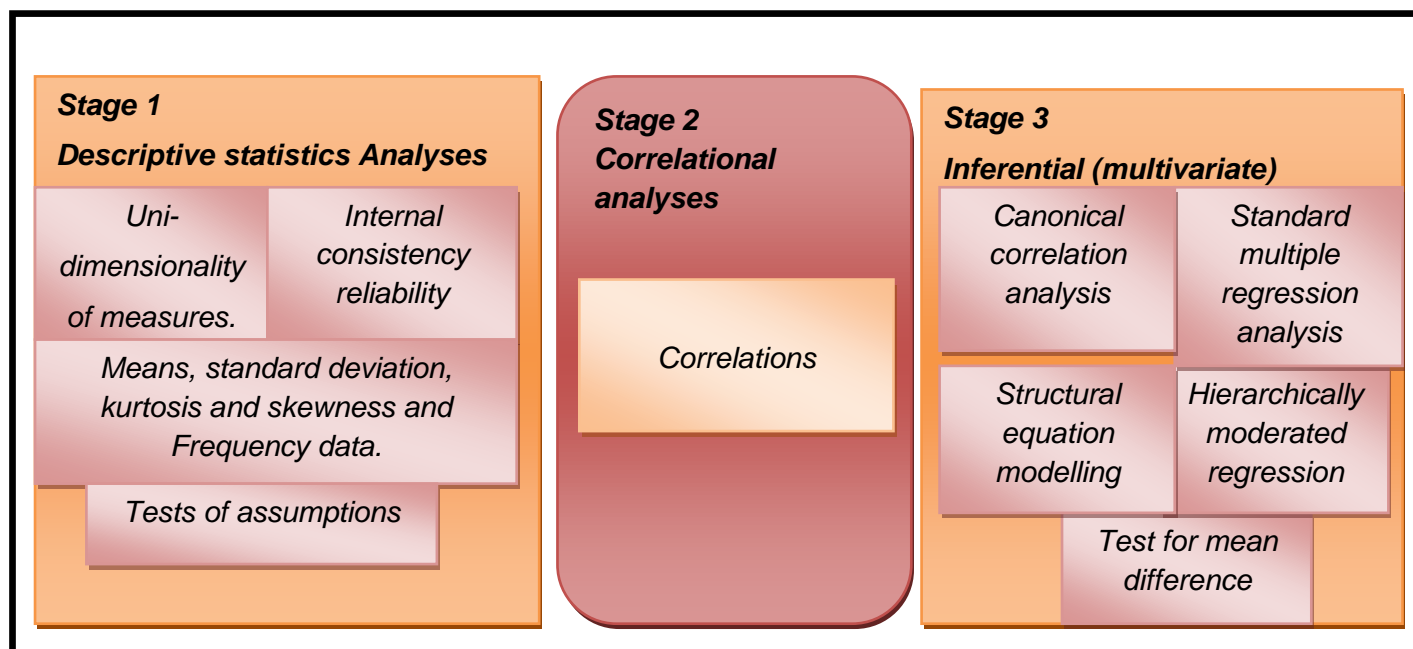 Stage 1
Descriptive statistics Analyses
Uni-
dimensionality
of measures.
Internal
consistency
reliability
Means, standard deviation,
kurtosis and skewness and
Frequency data.
Tests of assumptions
Stage 2
Correlational
analyses
Correlations
Stage 3
Inferential (multivariate)
Canonical
correlation
analysis
Standard
multiple
regression
analysis
Structural
equation
modelling
Hierarchically
moderated
regression
Test for mean
difference